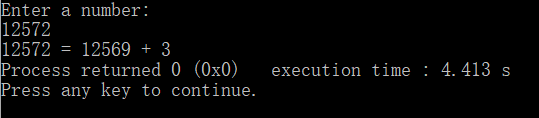 Enter a number:
12572
12572 = 12569 + 3
Process returned 0 (0x0)   execution time : 4.413 s
Press any key to continue.